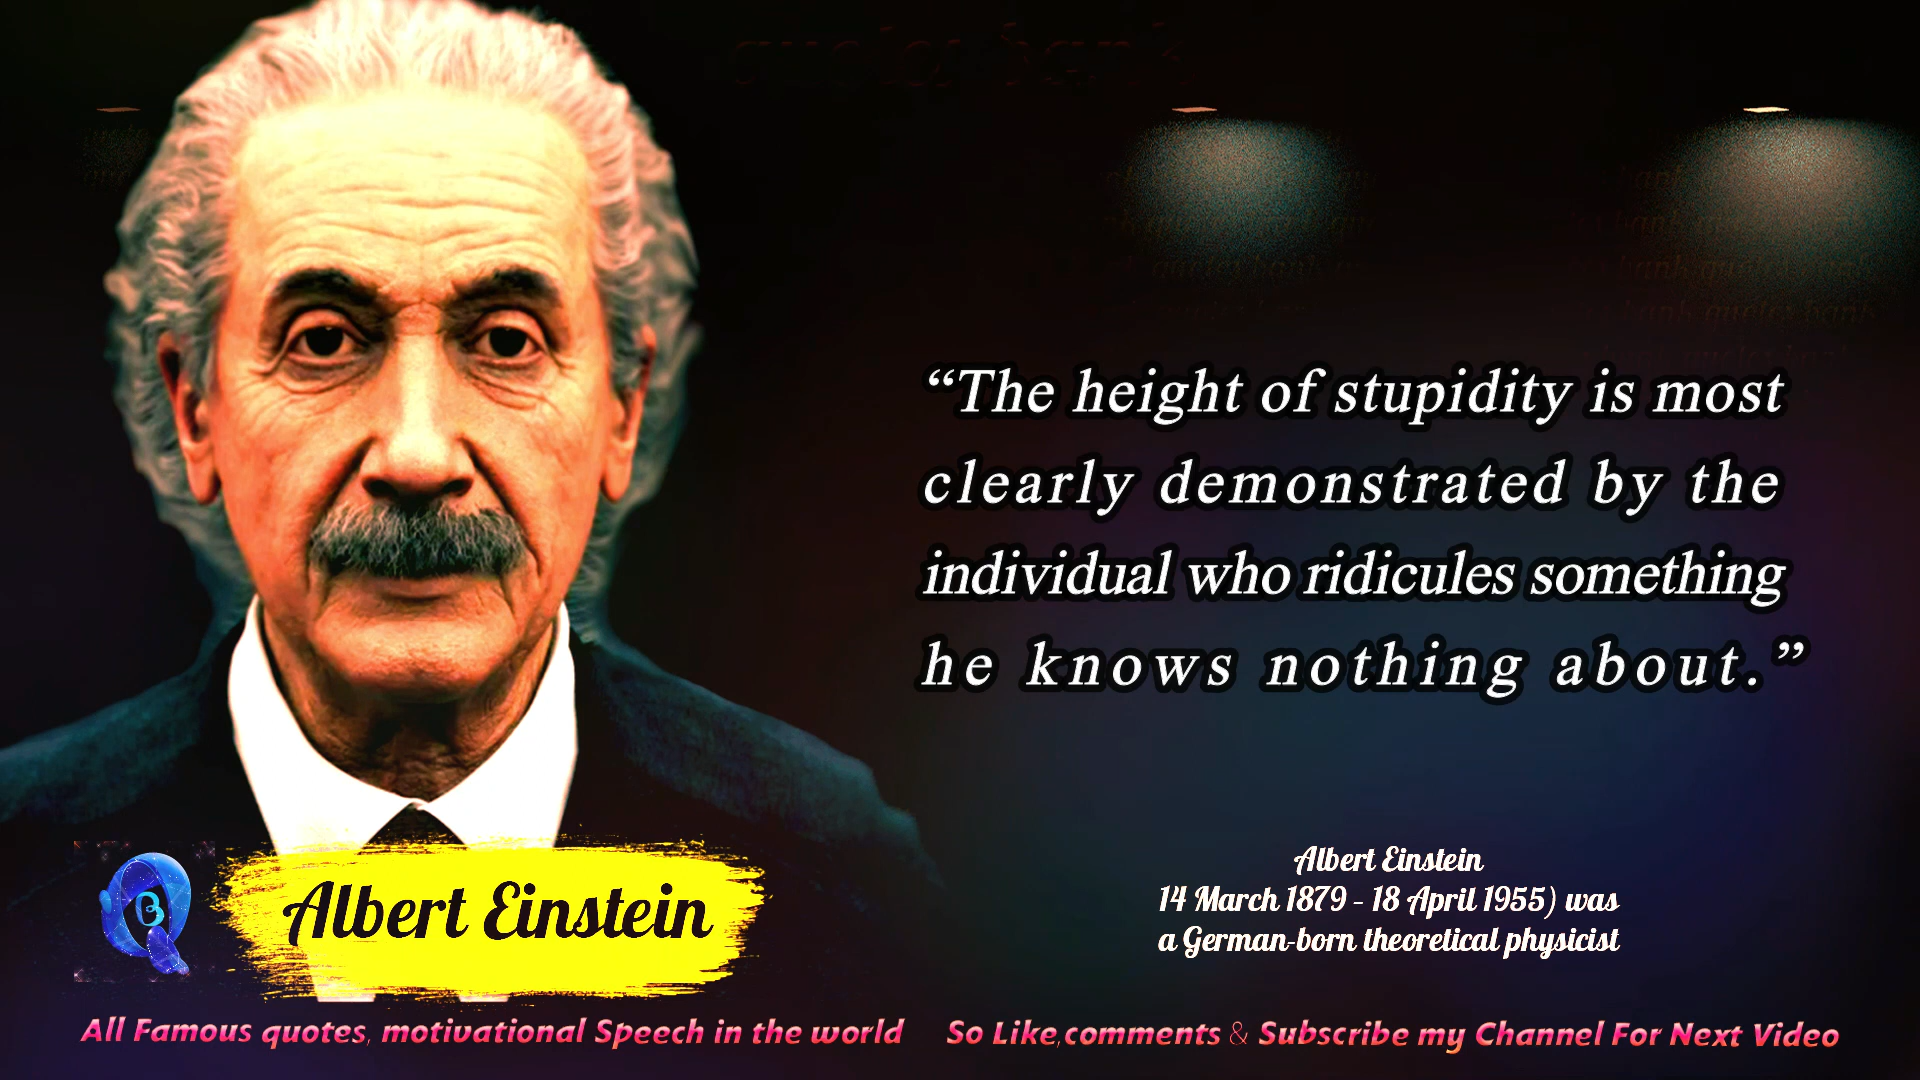 “The height of stupidity is most
clearly demonstrated by the
individual who ridicules something
he knows nothing about.”
B
Albert Einstein
Albert Einstein
14 March 1879 - 18 April 1955) was
a German-born theoretical physicist
All Famous quotes, motivational Speech in the world
So Like,comments & Subscribe my Channel For Next Video